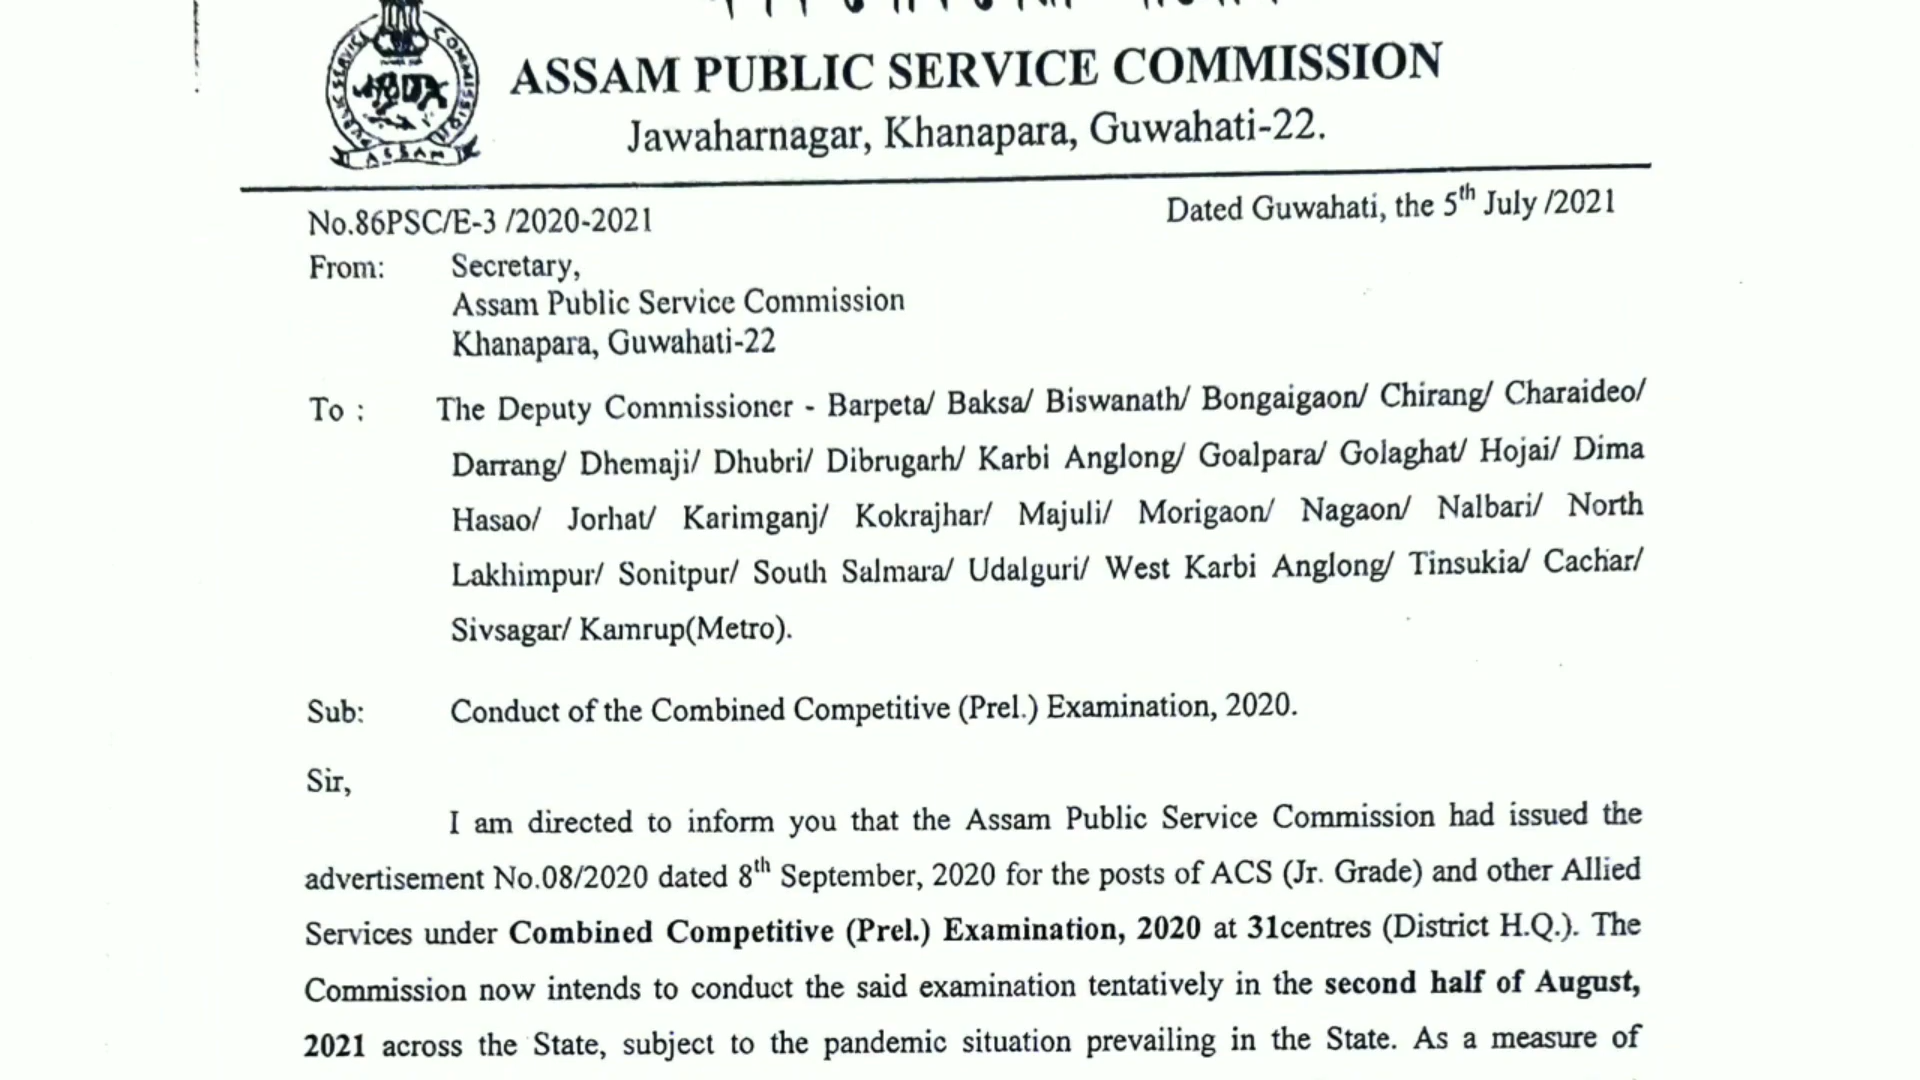 ASSAM PUBLIC SERVICE COMMISSION
Jawaharnagar, Khanapara, Guwahati-22.
PUBLIC SERVICE COMMISSION
ASSAM
No.86PSC/E-3 /2020-2021
Dated Guwahati, the 5th July /2021
From: Secretary,
Assam Public Service Commission
Khanapara, Guwahati-22
To : The Deputy Commissioner - Barpeta/ Baksa/ Biswanath/ Bongaigaon/ Chirang/ Charaideo/
Darrang/ Dhemaji/ Dhubri/ Dibrugarh/ Karbi Anglong/ Goalpara/ Golaghat/ Hojai/ Dima
Hasao/ Jorhat/ Karimganj/ Kokrajhar/ Majuli/ Morigaon/ Nagaon/ Nalbari/ North
Lakhimpur/ Sonitpur/ South Salmara/ Udalguri/ West Karbi Anglong/ Tinsukia/ Cachar/
Sivsagar/ Kamrup(Metro).
Sub: Conduct of the Combined Competitive (Prel.) Examination, 2020.
Sir,
I am directed to inform you that the Assam Public Service Commission had issued the
advertisement No.08/2020 dated 8th September, 2020 for the posts of ACS (Jr. Grade) and other Allied
Services under Combined Competitive (Prel.) Examination, 2020 at 31centres (District H.Q.). The
Commission now intends to conduct the said examination tentatively in the second half of August,
2021 across the State, subject to the pandemic situation prevailing in the State. As a measure of